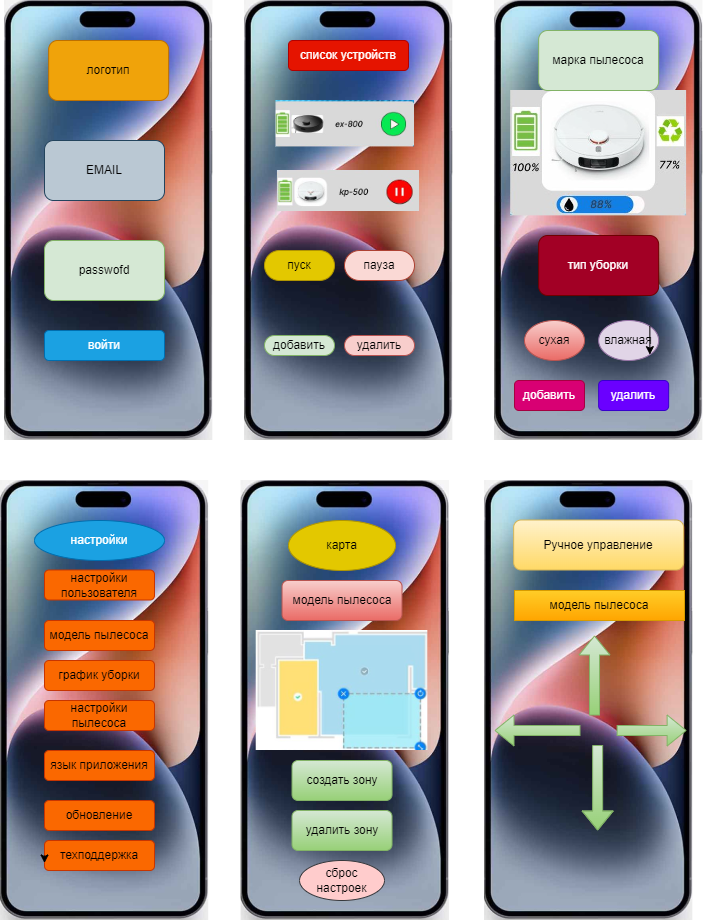 логотип
EMAIL
passwofd
войти
список устройств
ex-800
kp-500
пуск
пауза
добавить
удалить
марка пылесоса
100%
77%
88%
тип уборки
сухая
влажная
добавить
удалить
настройки
настройки
пользователя
модель пылесоса
график уборки
настройки
пылесоса
язык приложения
обновление
техподдержка
карта
модель пылесоса
создать зону
удалить зону
сброс
настроек
Ручное управление
модель пылесоса